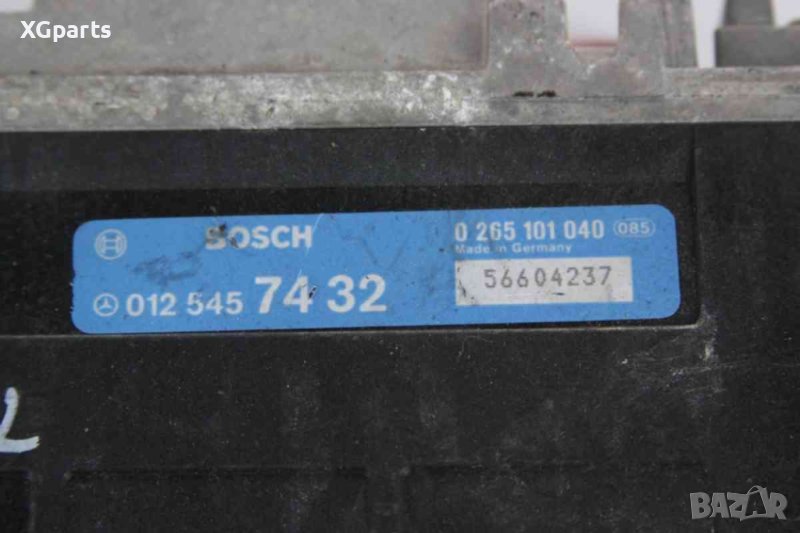 XGparts
BOSCH 0 265 101 040 085
Made in Germany
012 545 74 32 56604237
BAZAR